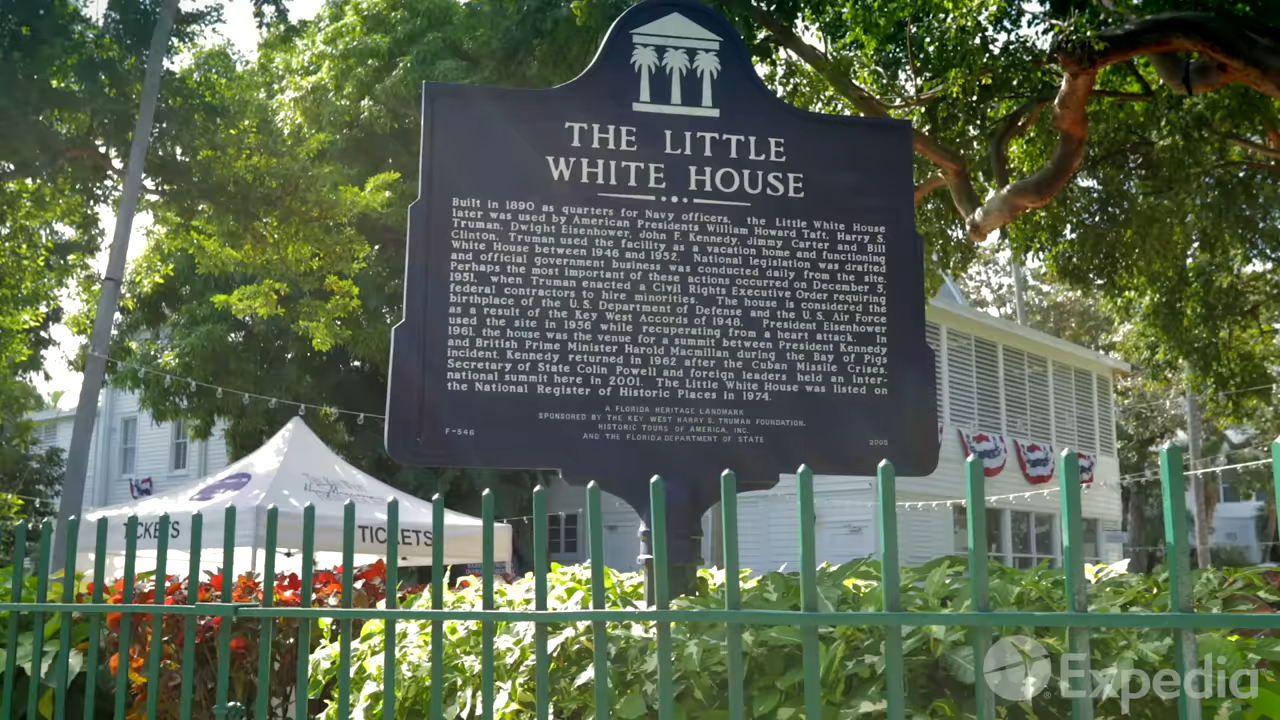 THE LITTLE
WHITE HOUSE
Built in 1890 as quarters for Navy officers, the Little White House
later was used by American Presidents William Howard Taft, Harry S.
Truman, Dwight Eisenhower, John F. Kennedy, Jimmy Carter and Bill
Clinton. Truman used the facility as a vacation home and functioning
White House between 1946 and 1952. National legislation was drafted
and official government business was conducted daily from the site.
Perhaps the most important of these actions occurred on December 5,
1951, when Truman enacted a Civil Rights Executive Order requiring
federal contractors to hire minorities. The house is considered the
birthplace of the U.S. Department of Defense and the U.S. Air Force
as a result of the Key West Accords of 1948. President Eisenhower
used the site in 1956 while recuperating from a heart attack. In
1961, the house was the venue for a summit between President Kennedy
and British Prime Minister Harold Macmillan during the Bay of Pigs
incident. Kennedy returned in 1962 after the Cuban Missile Crises.
Secretary of State Colin Powell and foreign leaders held an inter-
national summit here in 2001. The Little White House was listed on
the National Register of Historic Places in 1974.
A FLORIDA HERITAGE LANDMARK
SPONSORED BY THE KEY WEST HARRY S. TRUMAN FOUNDATION,
HISTORIC TOURS OF AMERICA, INC.
AND THE FLORIDA DEPARTMENT OF STATE
F-546
2005
TICKETS
TICKETS
Expedia